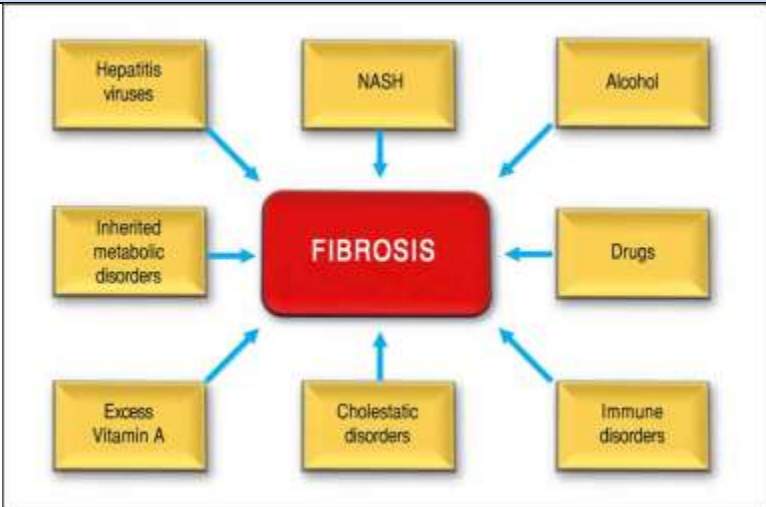 Hepatitis
viruses
NASH
Alcohol
Inherited
metabolic
disorders
FIBROSIS
Drugs
Excess
Vitamin A
Cholestatic
disorders
Immune
disorders